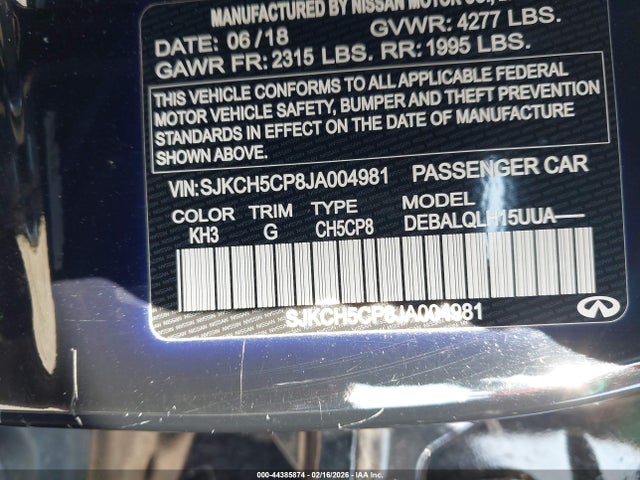 MANUFACTURED BY NISSAN MOTOR
DATE: 06/18 GVWR: 4277 LBS.
GAWR FR: 2315 LBS. RR: 1995 LBS.
THIS VEHICLE CONFORMS TO ALL APPLICABLE FEDERAL
MOTOR VEHICLE SAFETY, BUMPER AND THEFT PREVENTION
STANDARDS IN EFFECT ON THE DATE OF MANUFACTURE
SHOWN ABOVE.
VIN:SJKCH5CP8JA004981 PASSENGER CAR
COLOR TRIM TYPE MODEL
KH3 G CH5CP8 DEBALQLH15UUA—
SJKCH5CP8JA004981
000-44385874 | 02/16/2026 - IAA Inc.